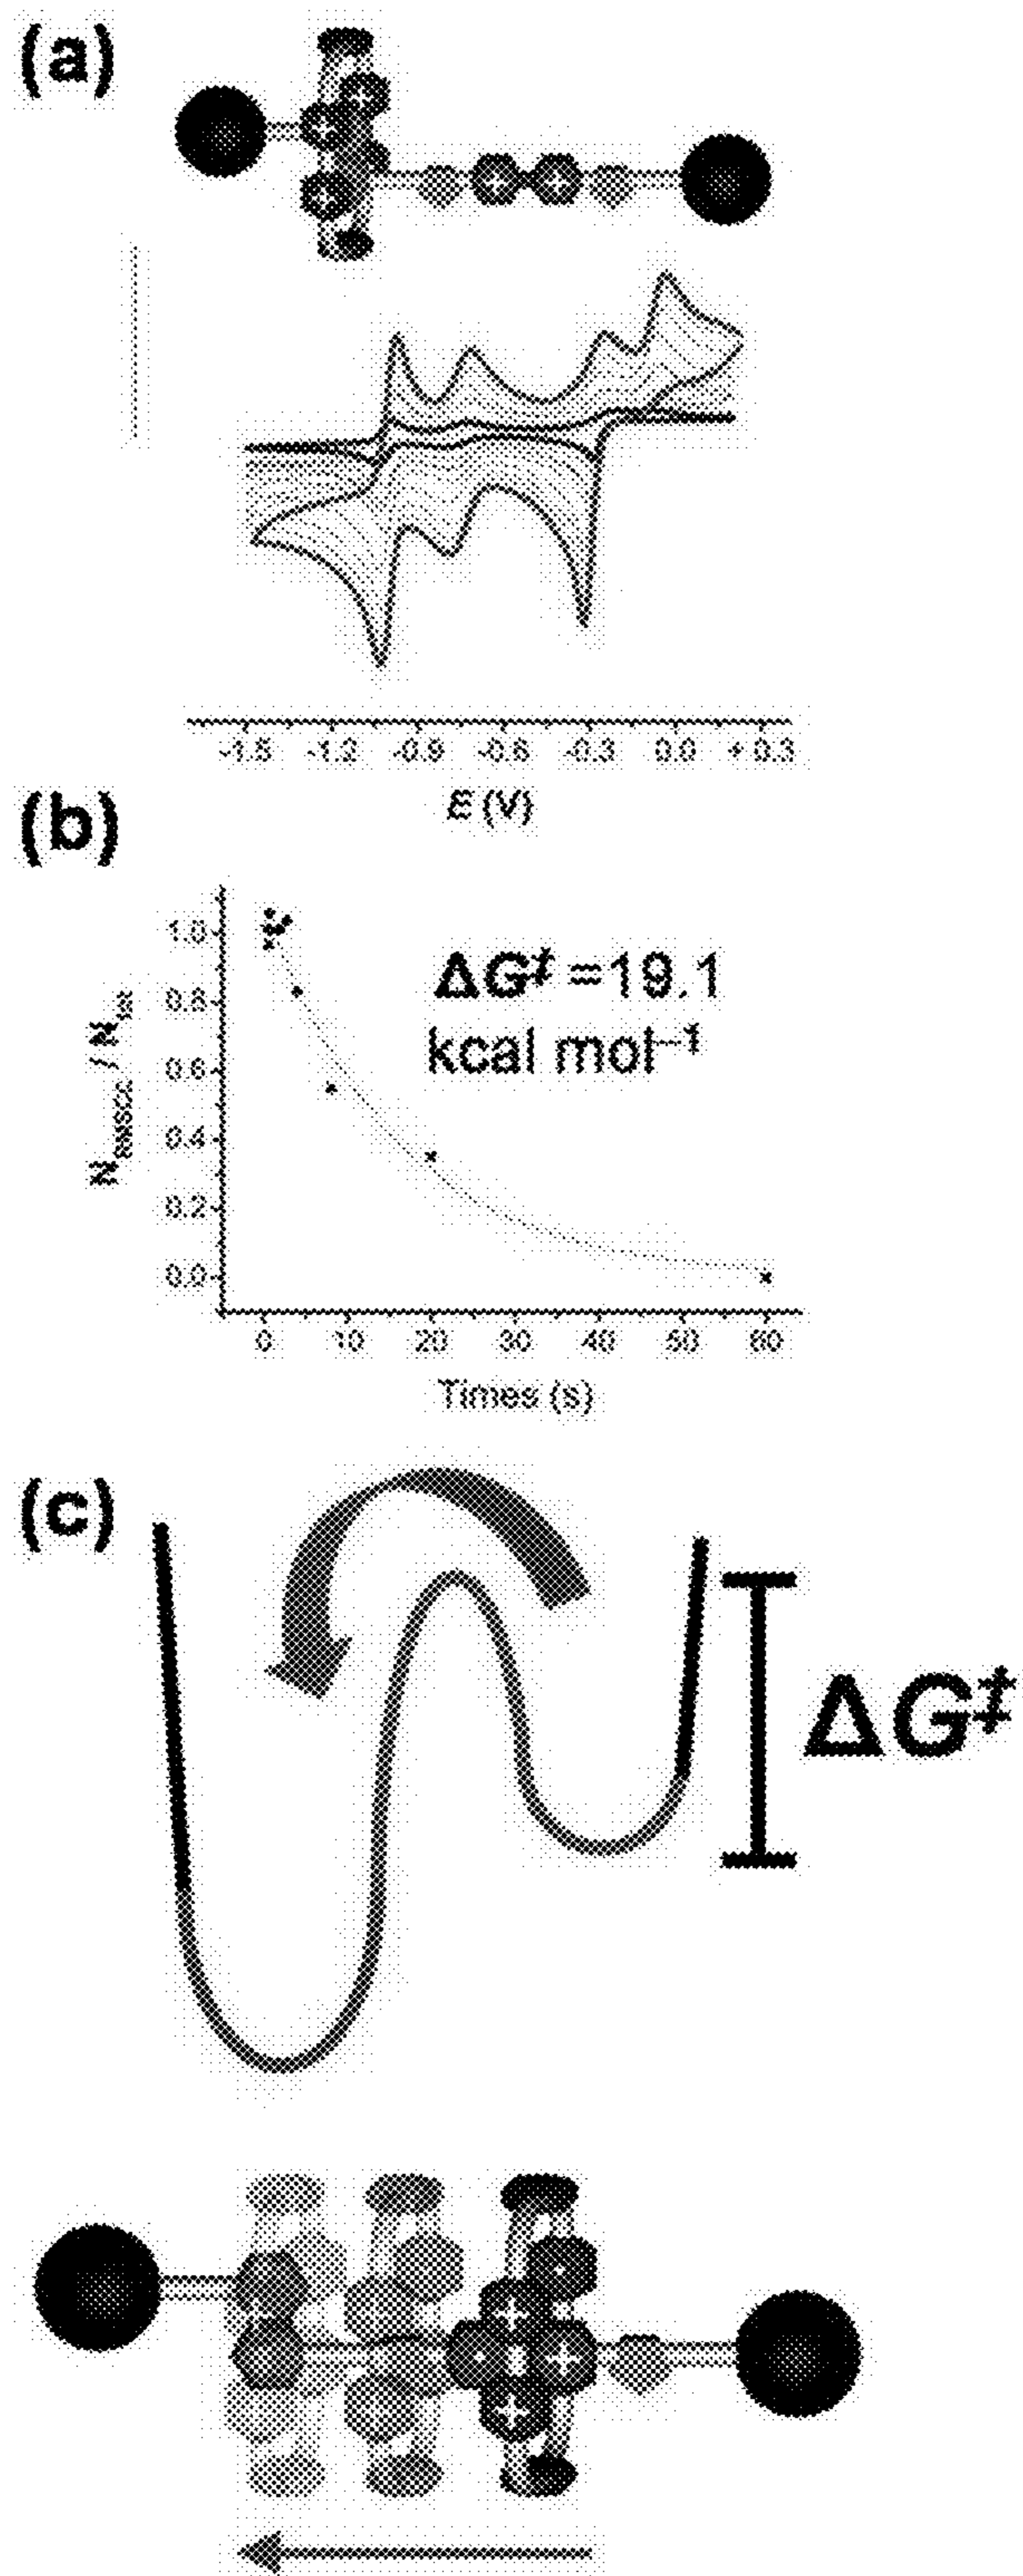 (a)
-1.5 -1.2 -0.9 -0.6 -0.3 0.0 +0.3
E (V)
(b)
1.0
0.8
0.6
0.4
0.2
0.0
ΔG‡ =19.1
kcal mol–1
0 10 20 30 40 50 60
Times (s)
(c)
ΔG‡